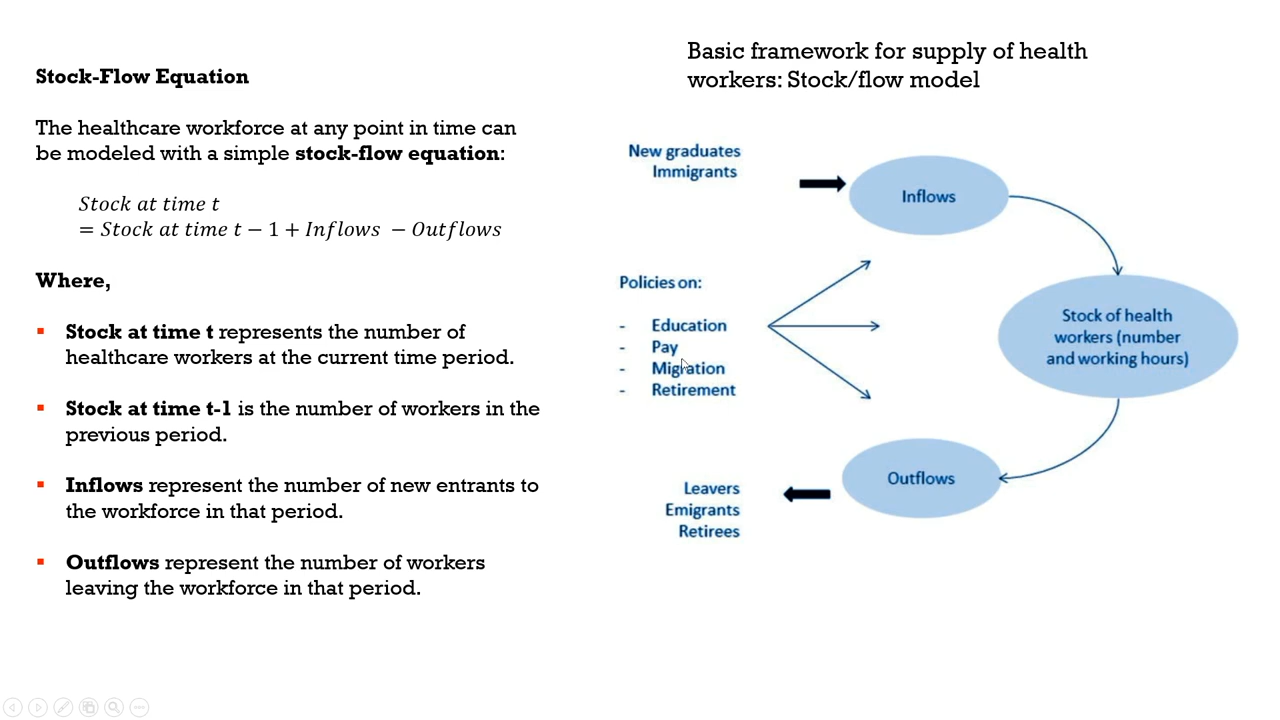 Stock-Flow Equation
The healthcare workforce at any point in time can
be modeled with a simple stock-flow equation:
Stock at time t
= Stock at time t − 1 + Inflows − Outflows
Where,
▪ Stock at time t represents the number of
healthcare workers at the current time period.
▪ Stock at time t-1 is the number of workers in the
previous period.
▪ Inflows represent the number of new entrants to
the workforce in that period.
▪ Outflows represent the number of workers
leaving the workforce in that period.
Basic framework for supply of health
workers: Stock/flow model
New graduates
Immigrants
Inflows
Policies on:
- Education
- Pay
- Migration
- Retirement
Stock of health
workers (number
and working hours)
Outflows
Leavers
Emigrants
Retirees